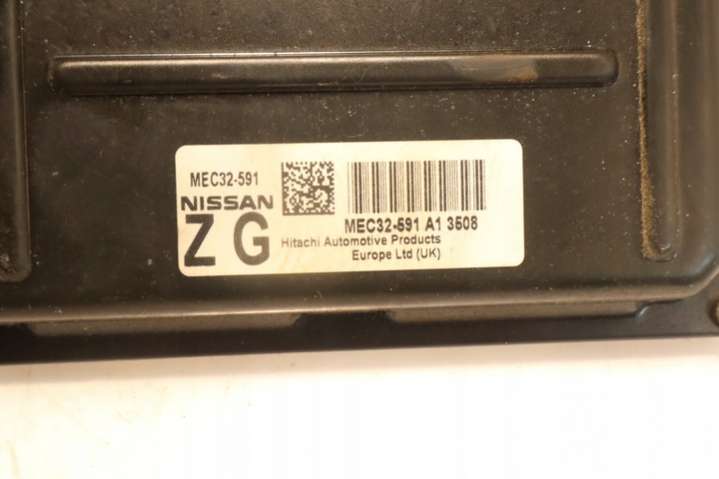 MEC32-591
NISSAN
Z G
MEC32-591 A1 3508
Hitachi Automotive Products
Europe Ltd (UK)